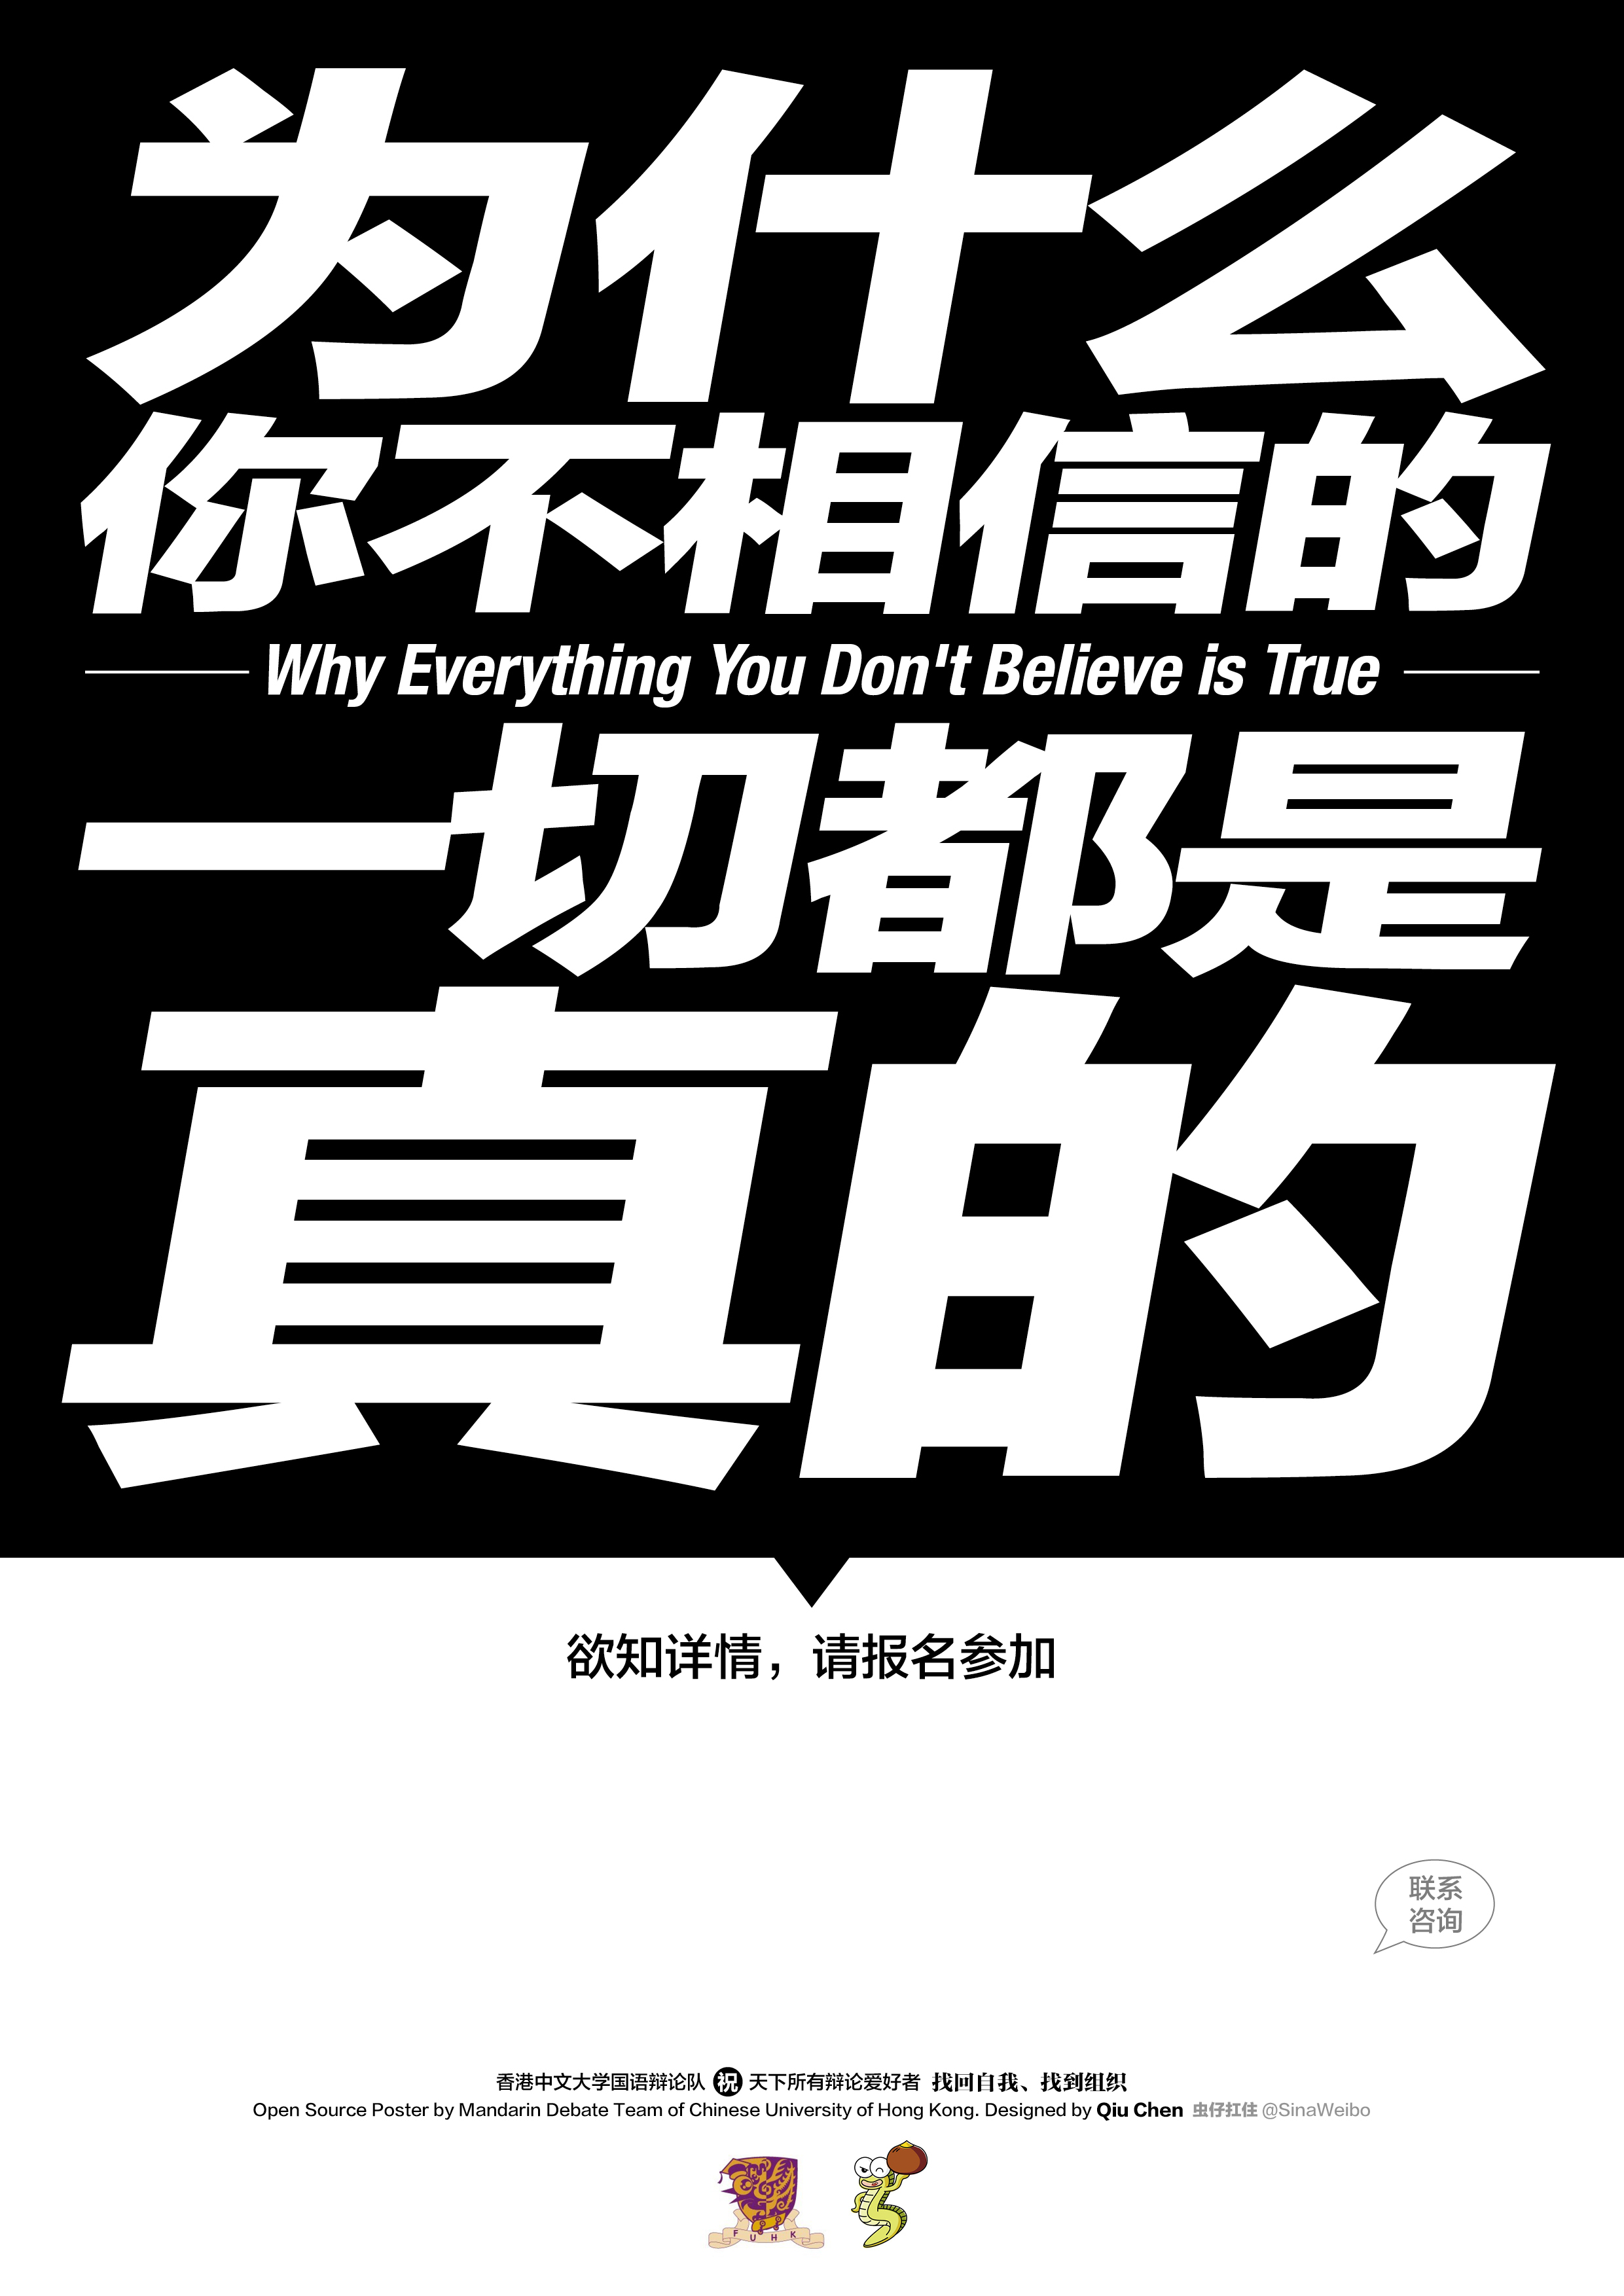 为什么
你不相信的
Why Everything You Don't Believe is True
一切都是
真的
欲知详情，请报名参加
联系
咨询
香港中文大学国语辩论队 祝 天下所有辩论爱好者 找回自我、找到组织
Open Source Poster by Mandarin Debate Team of Chinese University of Hong Kong. Designed by Qiu Chen 虫仔扛住 @SinaWeibo
F U H K